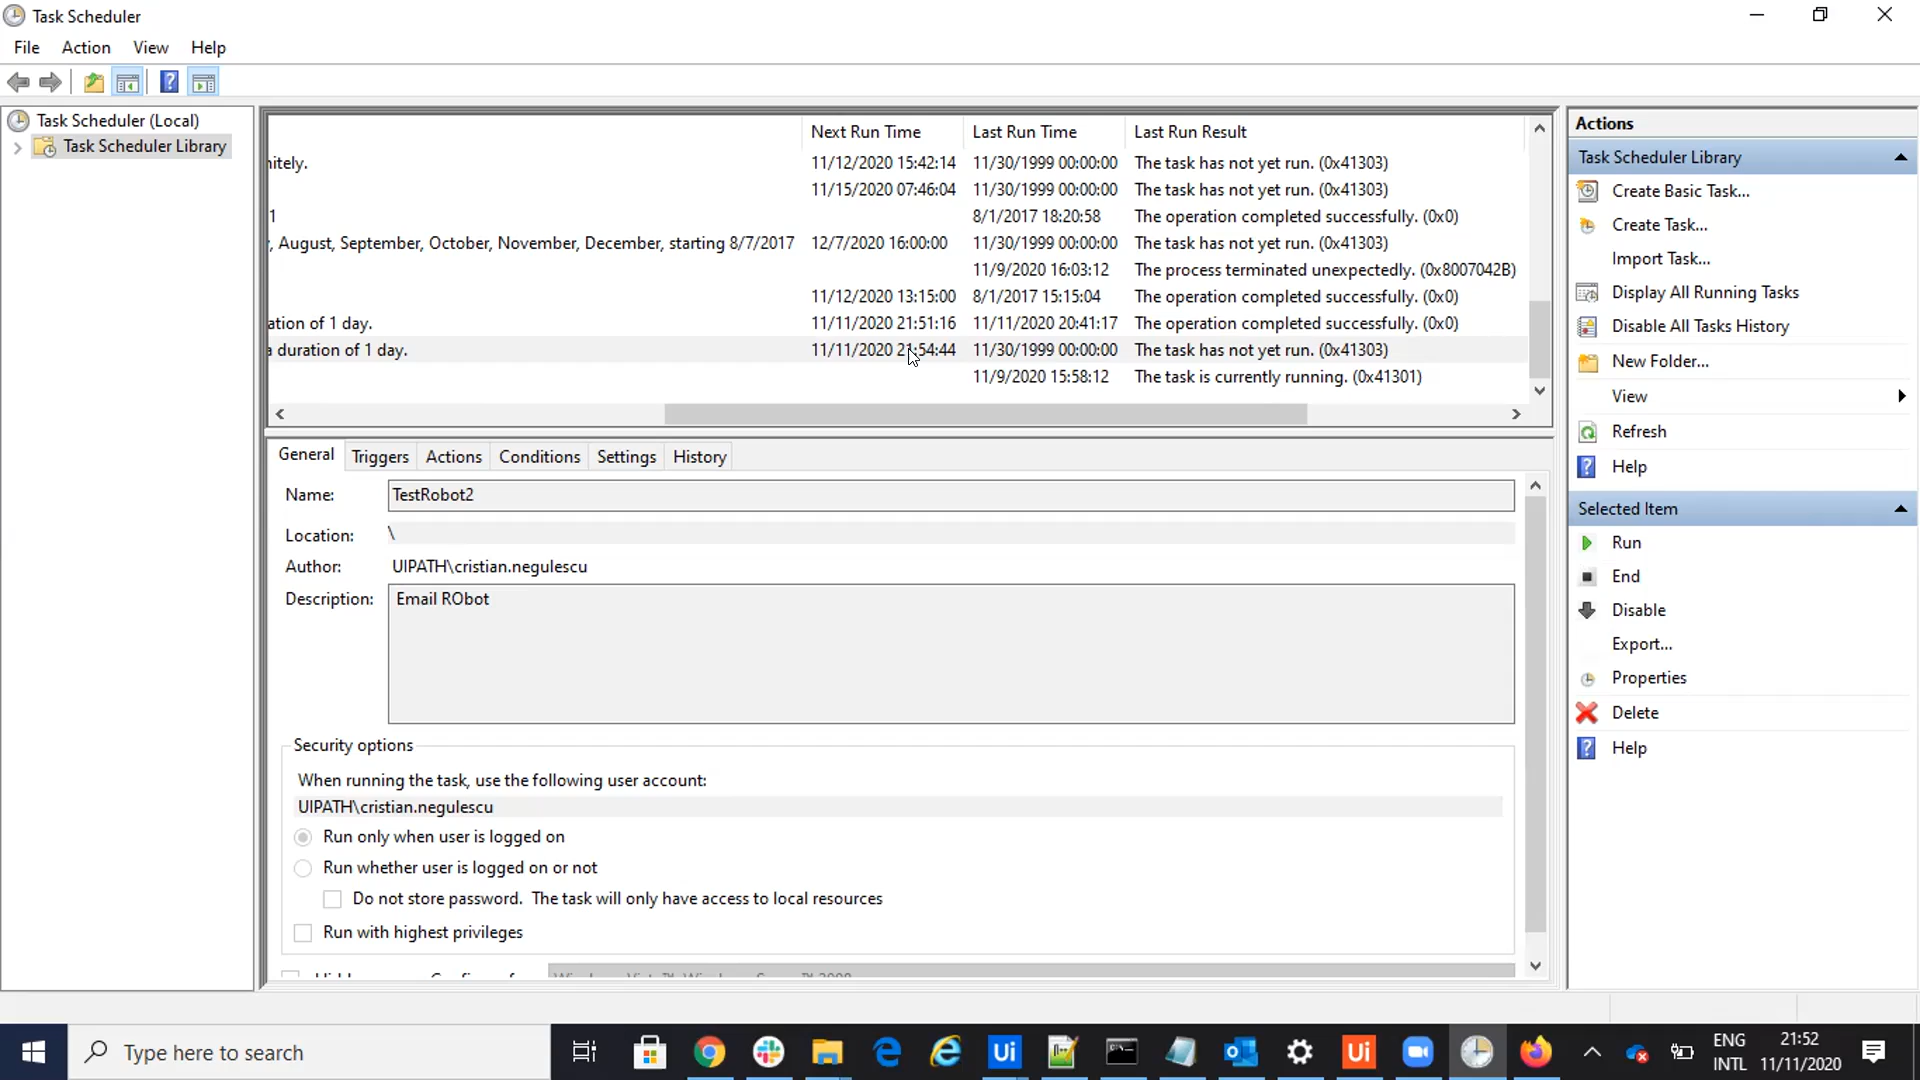 Task Scheduler
File Action View Help
Task Scheduler (Local)
Task Scheduler Library
Next Run Time Last Run Time Last Run Result
nitely. 11/12/2020 15:42:14 11/30/1999 00:00:00 The task has not yet run. (0x41303)
11/15/2020 07:46:04 11/30/1999 00:00:00 The task has not yet run. (0x41303)
1 8/1/2017 18:20:58 The operation completed successfully. (0x0)
, August, September, October, November, December, starting 8/7/2017 12/7/2020 16:00:00 11/30/1999 00:00:00 The task has not yet run. (0x41303)
11/9/2020 16:03:12 The process terminated unexpectedly. (0x8007042B)
11/12/2020 13:15:00 8/1/2017 15:15:04 The operation completed successfully. (0x0)
ation of 1 day. 11/11/2020 21:51:16 11/11/2020 20:41:17 The operation completed successfully. (0x0)
a duration of 1 day. 11/11/2020 21:54:44 11/30/1999 00:00:00 The task has not yet run. (0x41303)
11/9/2020 15:58:12 The task is currently running. (0x41301)
General Triggers Actions Conditions Settings History
Name: TestRobot2
Location: \
Author: UIPATH\cristian.negulescu
Description: Email RObot
Security options
When running the task, use the following user account:
UIPATH\cristian.negulescu
Run only when user is logged on
Run whether user is logged on or not
Do not store password. The task will only have access to local resources
Run with highest privileges
Actions
Task Scheduler Library
Create Basic Task...
Create Task...
Import Task...
Display All Running Tasks
Disable All Tasks History
New Folder...
View
Refresh
Help
Selected Item
Run
End
Disable
Export...
Properties
Delete
Help
Type here to search
Ui
Ui
ENG
INTL
21:52
11/11/2020